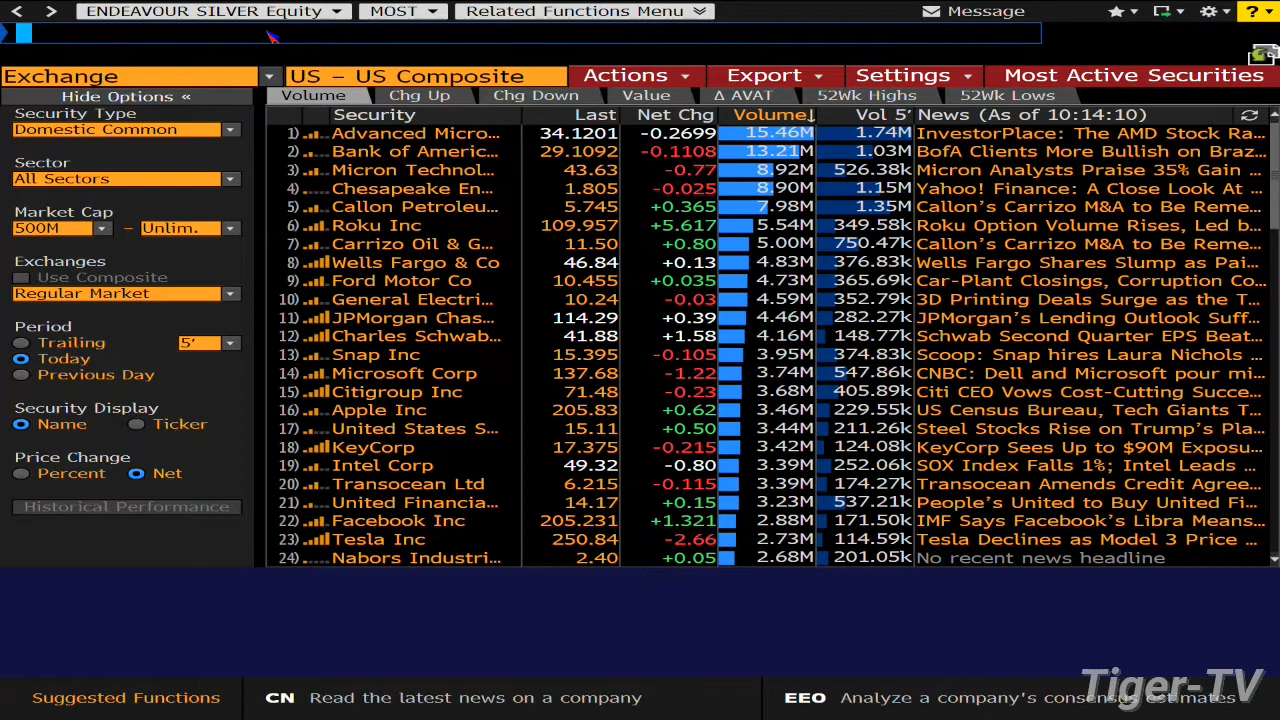 < > ENDEAVOUR SILVER Equity MOST Related Functions Menu Message ?
Exchange US – US Composite Actions Export Settings Most Active Securities
Hide Options « Volume Chg Up Chg Down Value Δ AVAT 52Wk Highs 52Wk Lows
Security Type
Domestic Common
Sector
All Sectors
Market Cap
500M – Unlim.
Exchanges
Use Composite
Regular Market
Period
Trailing 5'
Today
Previous Day
Security Display
Name Ticker
Price Change
Percent Net
Historical Performance
Security Last Net Chg Volume↓ Vol 5' News (As of 10:14:10)
1) Advanced Micro... 34.1201 -0.2699 15.46M 1.74M InvestorPlace: The AMD Stock Ra...
2) Bank of Americ... 29.1092 -0.1108 13.21M 1.03M BofA Clients More Bullish on Braz...
3) Micron Technol... 43.63 -0.77 8.92M 526.38k Micron Analysts Praise 35% Gain ...
4) Chesapeake En... 1.805 -0.025 8.90M 1.15M Yahoo! Finance: A Close Look At ...
5) Callon Petroleu... 5.745 +0.365 7.98M 1.35M Callon's Carrizo M&A to Be Reme...
6) Roku Inc 109.957 +5.617 5.54M 349.58k Roku Option Volume Rises, Led b...
7) Carrizo Oil & G... 11.50 +0.80 5.00M 750.47k Callon's Carrizo M&A to Be Reme...
8) Wells Fargo & Co 46.84 +0.13 4.83M 376.83k Wells Fargo Shares Slump as Pai...
9) Ford Motor Co 10.455 +0.035 4.73M 365.69k Car-Plant Closings, Corruption Co...
10) General Electri... 10.24 -0.03 4.59M 352.79k 3D Printing Deals Surge as the T...
11) JPMorgan Chas... 114.29 +0.39 4.46M 282.27k JPMorgan's Lending Outlook Suff...
12) Charles Schwab... 41.88 +1.58 4.16M 148.77k Schwab Second Quarter EPS Beat...
13) Snap Inc 15.395 -0.105 3.95M 374.83k Scoop: Snap hires Laura Nichols ...
14) Microsoft Corp 137.68 -1.22 3.74M 547.86k CNBC: Dell and Microsoft pour mi...
15) Citigroup Inc 71.48 -0.23 3.68M 405.89k Citi CEO Vows Cost-Cutting Succe...
16) Apple Inc 205.83 +0.62 3.46M 229.55k US Census Bureau, Tech Giants T...
17) United States S... 15.11 +0.50 3.44M 211.26k Steel Stocks Rise on Trump's Pla...
18) KeyCorp 17.375 -0.215 3.42M 124.08k KeyCorp Sees Up to $90M Exposu...
19) Intel Corp 49.32 -0.80 3.39M 252.06k SOX Index Falls 1%; Intel Leads ...
20) Transocean Ltd 6.215 -0.115 3.39M 174.27k Transocean Amends Credit Agree...
21) United Financia... 14.17 +0.15 3.23M 537.21k People's United to Buy United Fi...
22) Facebook Inc 205.231 +1.321 2.88M 171.50k IMF Says Facebook's Libra Means...
23) Tesla Inc 250.84 -2.66 2.73M 114.59k Tesla Declines as Model 3 Price ...
24) Nabors Industri... 2.40 +0.05 2.68M 201.05k No recent news headline
Tiger-TV
Suggested Functions CN Read the latest news on a company EEO Analyze a company's consensus estimates